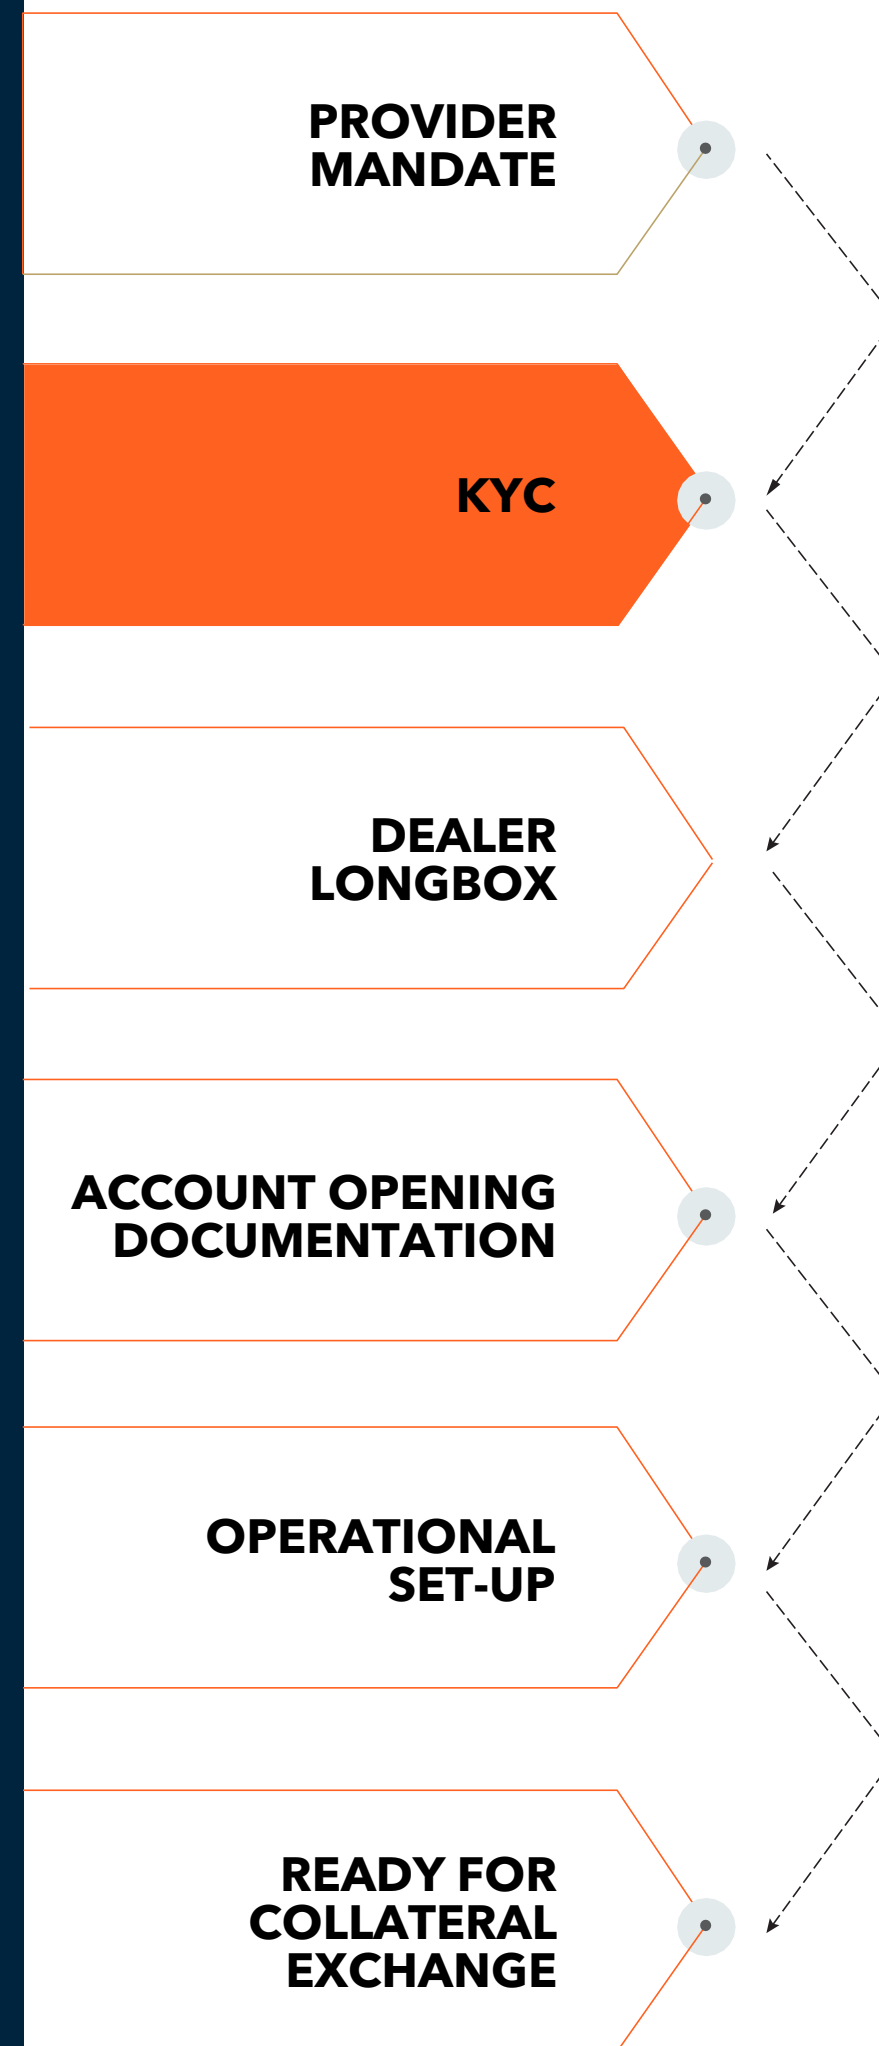 PROVIDER
MANDATE
KYC
DEALER
LONGBOX
ACCOUNT OPENING
DOCUMENTATION
OPERATIONAL
SET-UP
READY FOR
COLLATERAL
EXCHANGE